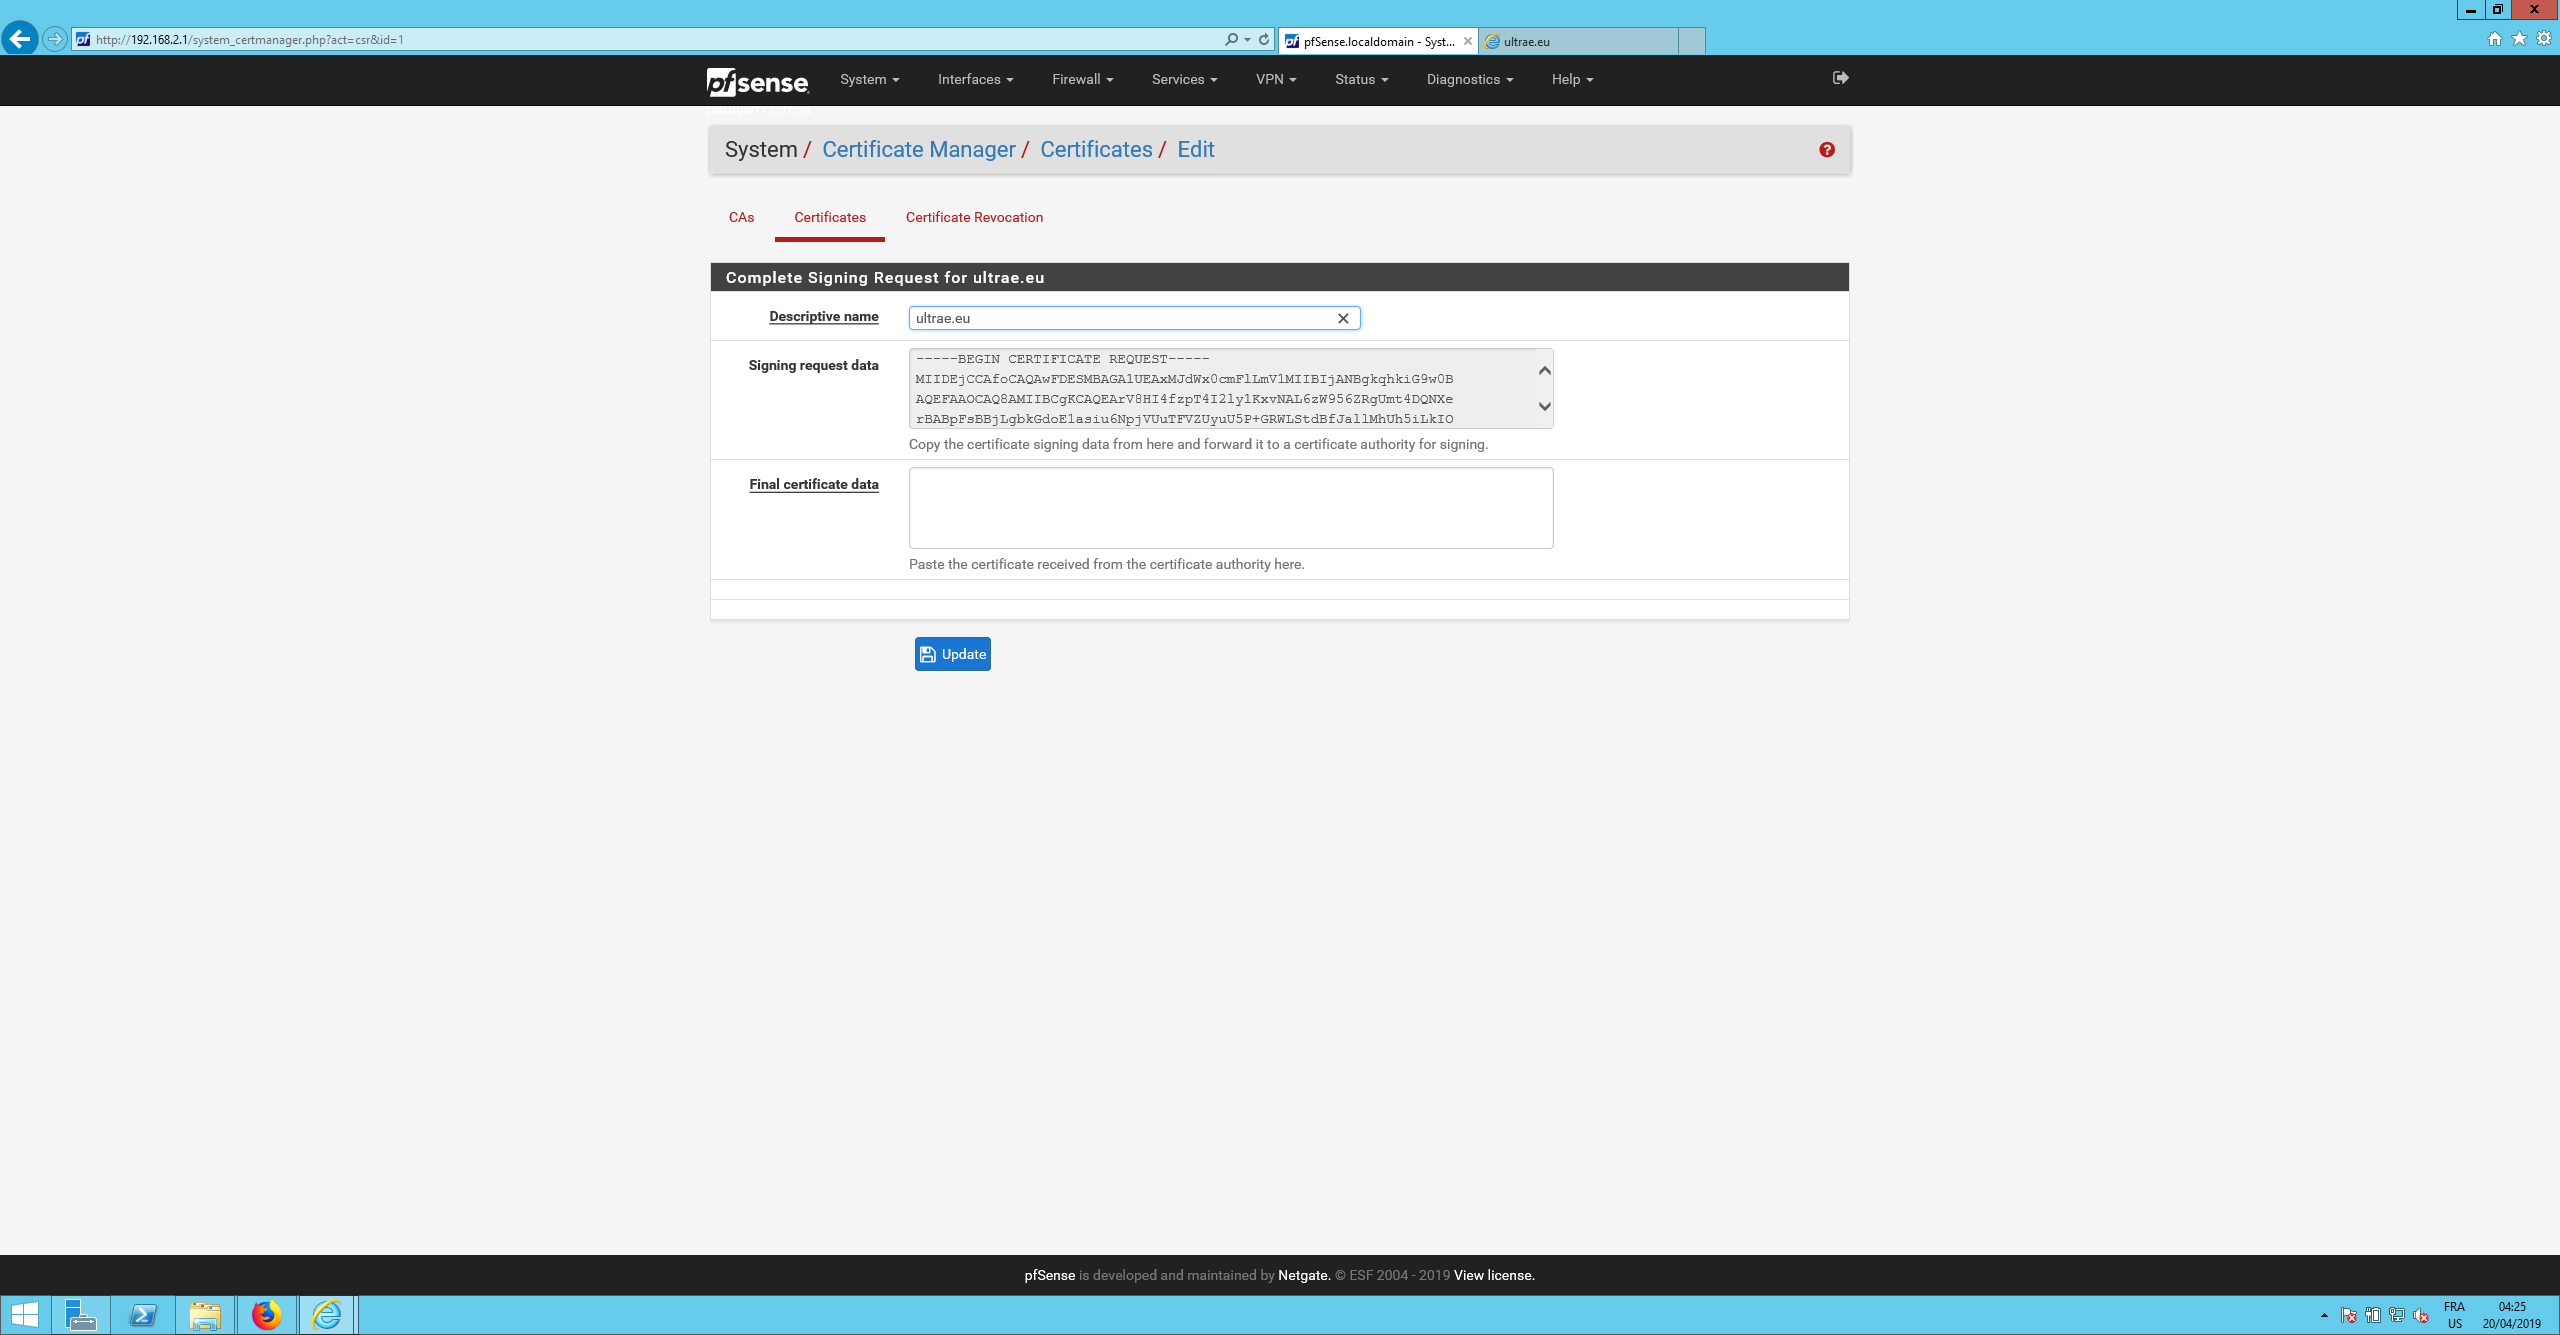 http://192.168.2.1/system_certmanager.php?act=csr&id=1
pfSense.localdomain - Syst...
ultrae.eu
pfsense
System
Interfaces
Firewall
Services
VPN
Status
Diagnostics
Help
System / Certificate Manager / Certificates / Edit
CAs
Certificates
Certificate Revocation
Complete Signing Request for ultrae.eu
Descriptive name
ultrae.eu
Signing request data
-----BEGIN CERTIFICATE REQUEST-----
MIIDEjCCAfoCAQAwFDESMBAGA1UEAxMJdWx0cmFlLmV1MIIBIjANBgkqhkiG9w0B
AQEFAAOCAQ8AMIIBCgKCAQEArV8HI4fzpT4I2ly1KxvNAL6zW956ZRgUmt4DQNXe
rBABpFsBBjLgbkGdoE1asiu6NpjVUuTFVZUyuU5P+GRWLStdBfJallMhUh5iLkIO
Copy the certificate signing data from here and forward it to a certificate authority for signing.
Final certificate data
Paste the certificate received from the certificate authority here.
Update
pfSense is developed and maintained by Netgate. © ESF 2004 - 2019 View license.
FRA
US
04:25
20/04/2019